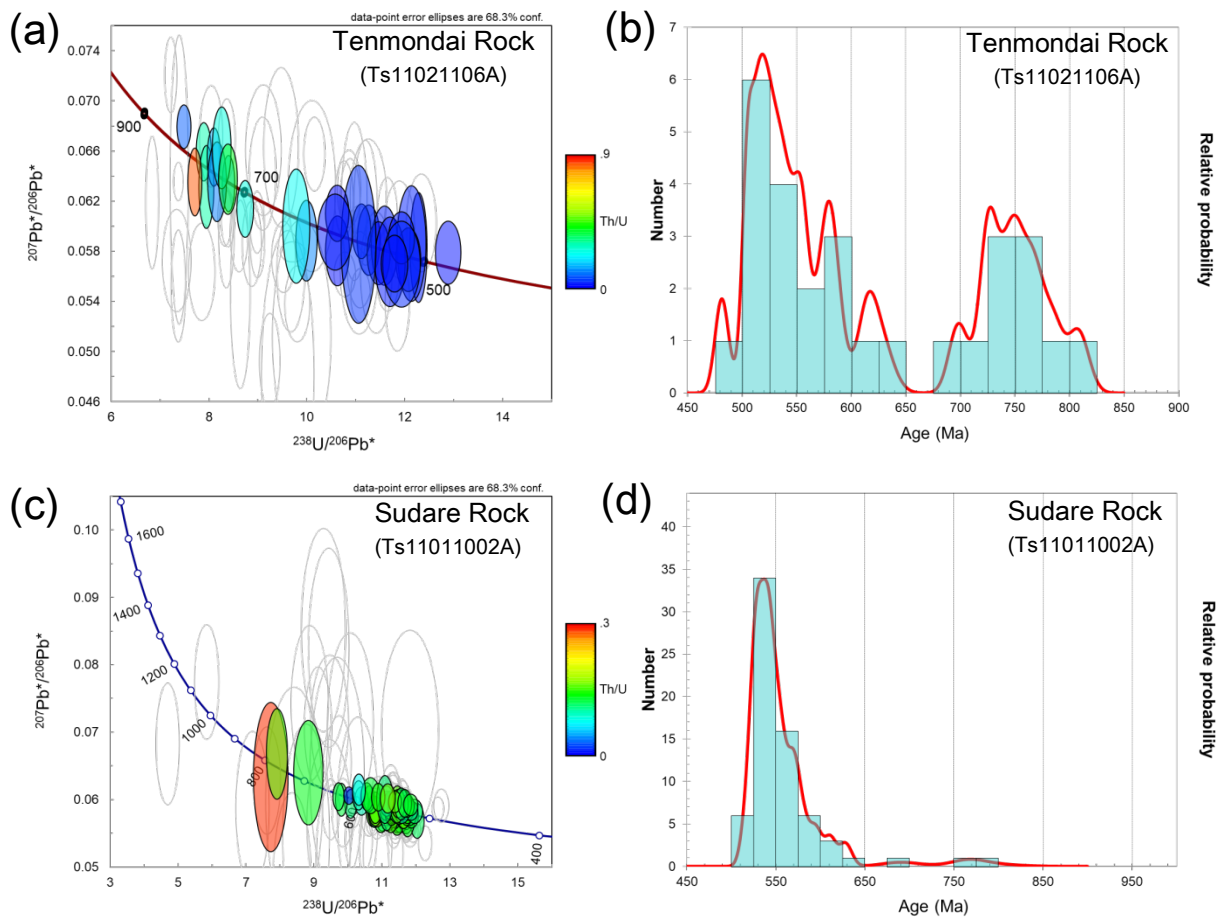 (a)
data-point error ellipses are 68.3% conf.
Tenmondai Rock
(Ts11021106A)
0.074
0.070
0.066
0.062
0.058
0.054
0.050
0.046
²⁰⁷Pb*/²⁰⁶Pb*
900
700
500
.9
Th/U
0
6
8
10
12
14
²³⁸U/²⁰⁶Pb*
(b)
Tenmondai Rock
(Ts11021106A)
7
6
5
4
3
2
1
0
Number
Relative probability
450
500
550
600
650
700
750
800
850
900
Age (Ma)
(c)
data-point error ellipses are 68.3% conf.
Sudare Rock
(Ts11011002A)
0.10
0.09
0.08
0.07
0.06
0.05
²⁰⁷Pb*/²⁰⁶Pb*
1600
1400
1200
1000
800
400
.3
Th/U
0
3
5
7
9
11
13
15
²³⁸U/²⁰⁶Pb*
(d)
Sudare Rock
(Ts11011002A)
40
35
30
25
20
15
10
5
0
Number
Relative probability
450
550
650
750
850
950
Age (Ma)